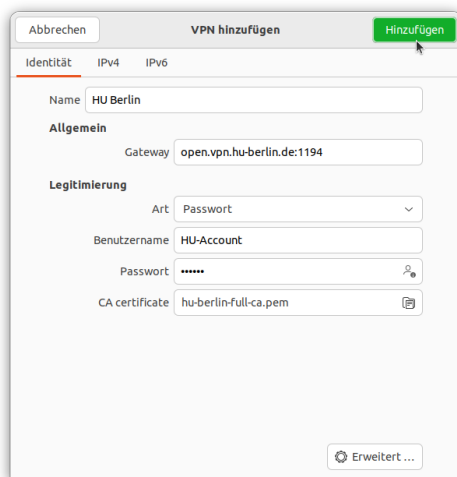 Abbrechen VPN hinzufügen Hinzufügen
Identität IPv4 IPv6
Name HU Berlin
Allgemein
Gateway open.vpn.hu-berlin.de:1194
Legitimierung
Art Passwort
Benutzername HU-Account
Passwort ••••••
CA certificate hu-berlin-full-ca.pem
Erweitert ...